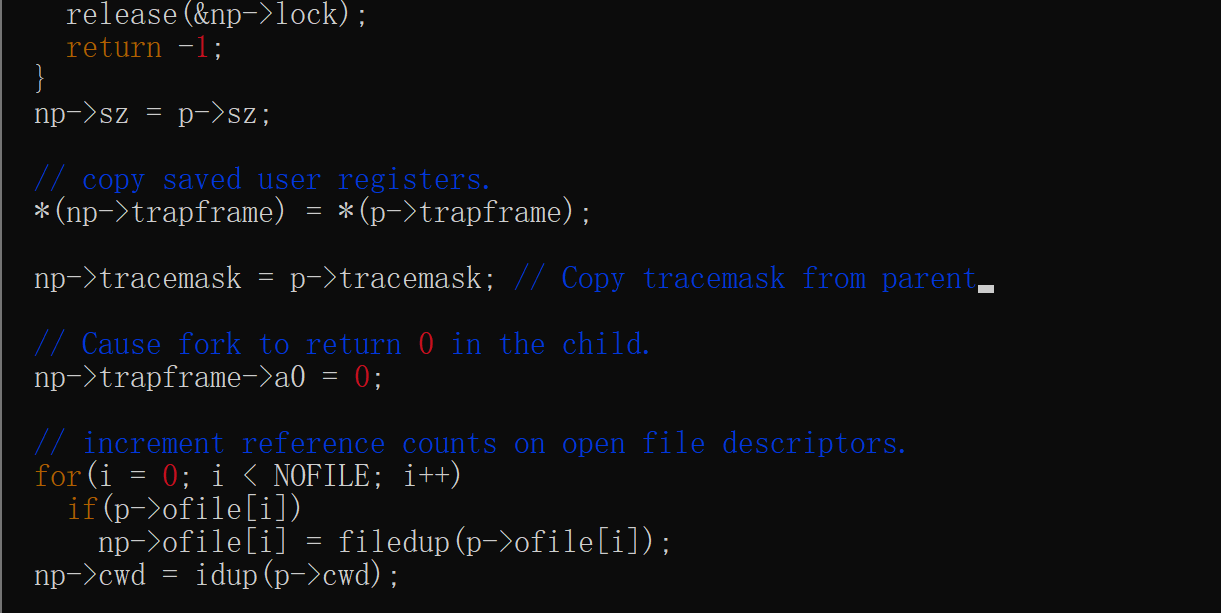 release(&np->lock);
return -1;
}
np->sz = p->sz;
// copy saved user registers.
*(np->trapframe) = *(p->trapframe);
np->tracemask = p->tracemask; // Copy tracemask from parent
// Cause fork to return 0 in the child.
np->trapframe->a0 = 0;
// increment reference counts on open file descriptors.
for(i = 0; i < NOFILE; i++)
if(p->ofile[i])
np->ofile[i] = filedup(p->ofile[i]);
np->cwd = idup(p->cwd);